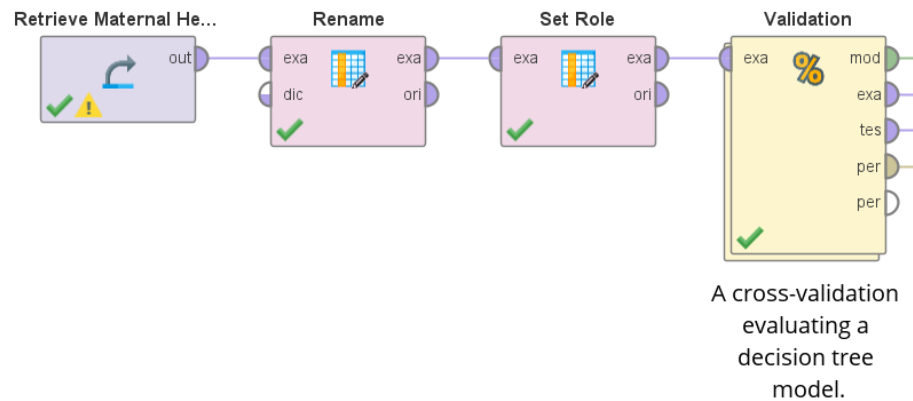 Retrieve Maternal He...
Rename
Set Role
Validation
out
exa
exa
exa
exa
exa
mod
dic
ori
ori
exa
tes
per
per
%
A cross-validation
evaluating a
decision tree
model.